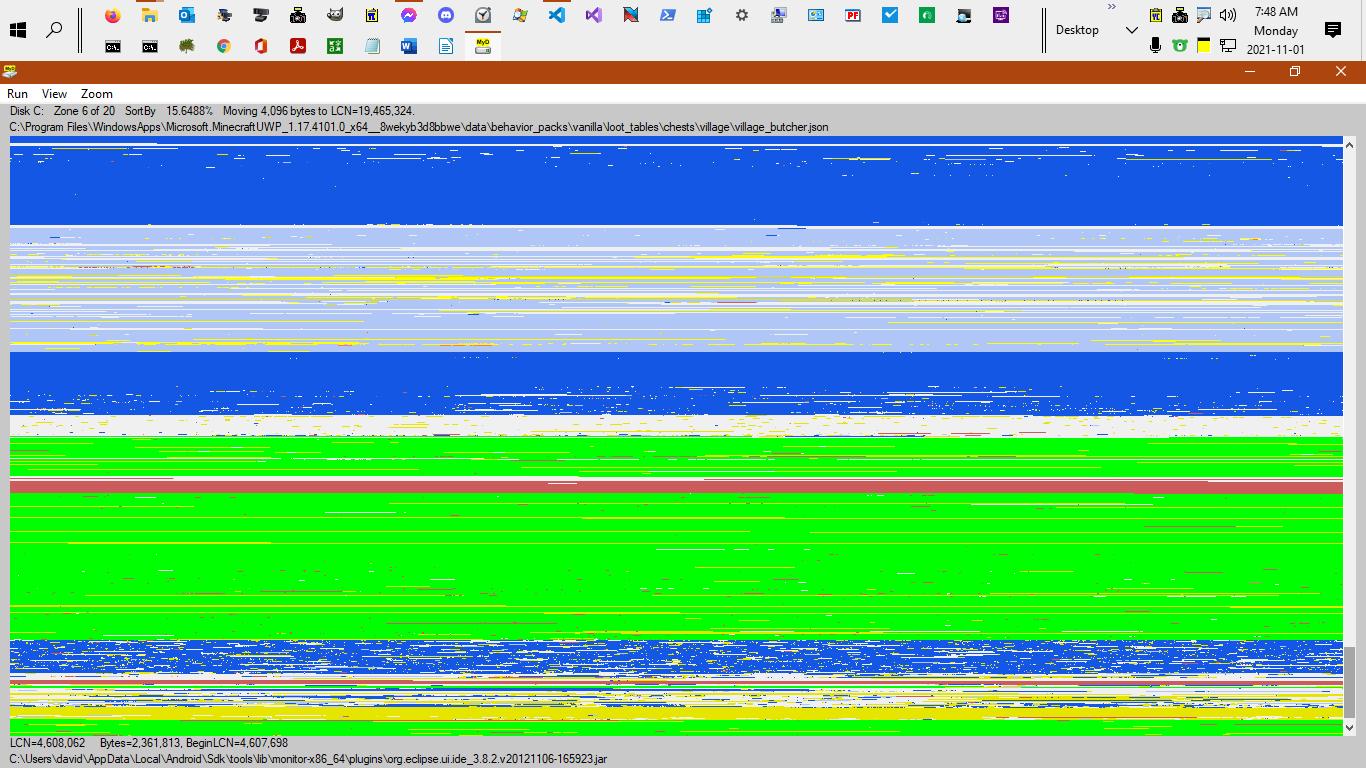 7:48 AM
Desktop
Monday
2021-11-01
PF
C:\.
C:\.
MyD
Run View Zoom
Disk C: Zone 6 of 20 SortBy 15.6488% Moving 4,096 bytes to LCN=19,465,324.
C:\Program Files\WindowsApps\Microsoft.MinecraftUWP_1.17.4101.0_x64__8wekyb3d8bbwe\data\behavior_packs\vanilla\loot_tables\chests\village\village_butcher.json
LCN=4,608,062 Bytes=2,361,813, BeginLCN=4,607,698
C:\Users\david\AppData\Local\Android\Sdk\tools\lib\monitor-x86_64\plugins\org.eclipse.ui.ide_3.8.2.v20121106-165923.jar